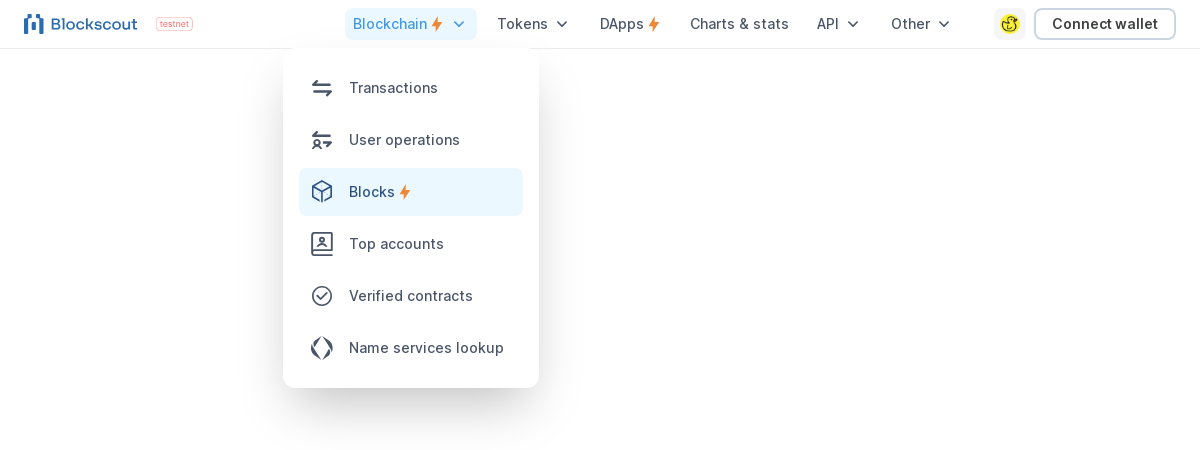 Blockscout testnet Blockchain Tokens DApps Charts & stats API Other Connect wallet
Transactions
User operations
Blocks
Top accounts
Verified contracts
Name services lookup